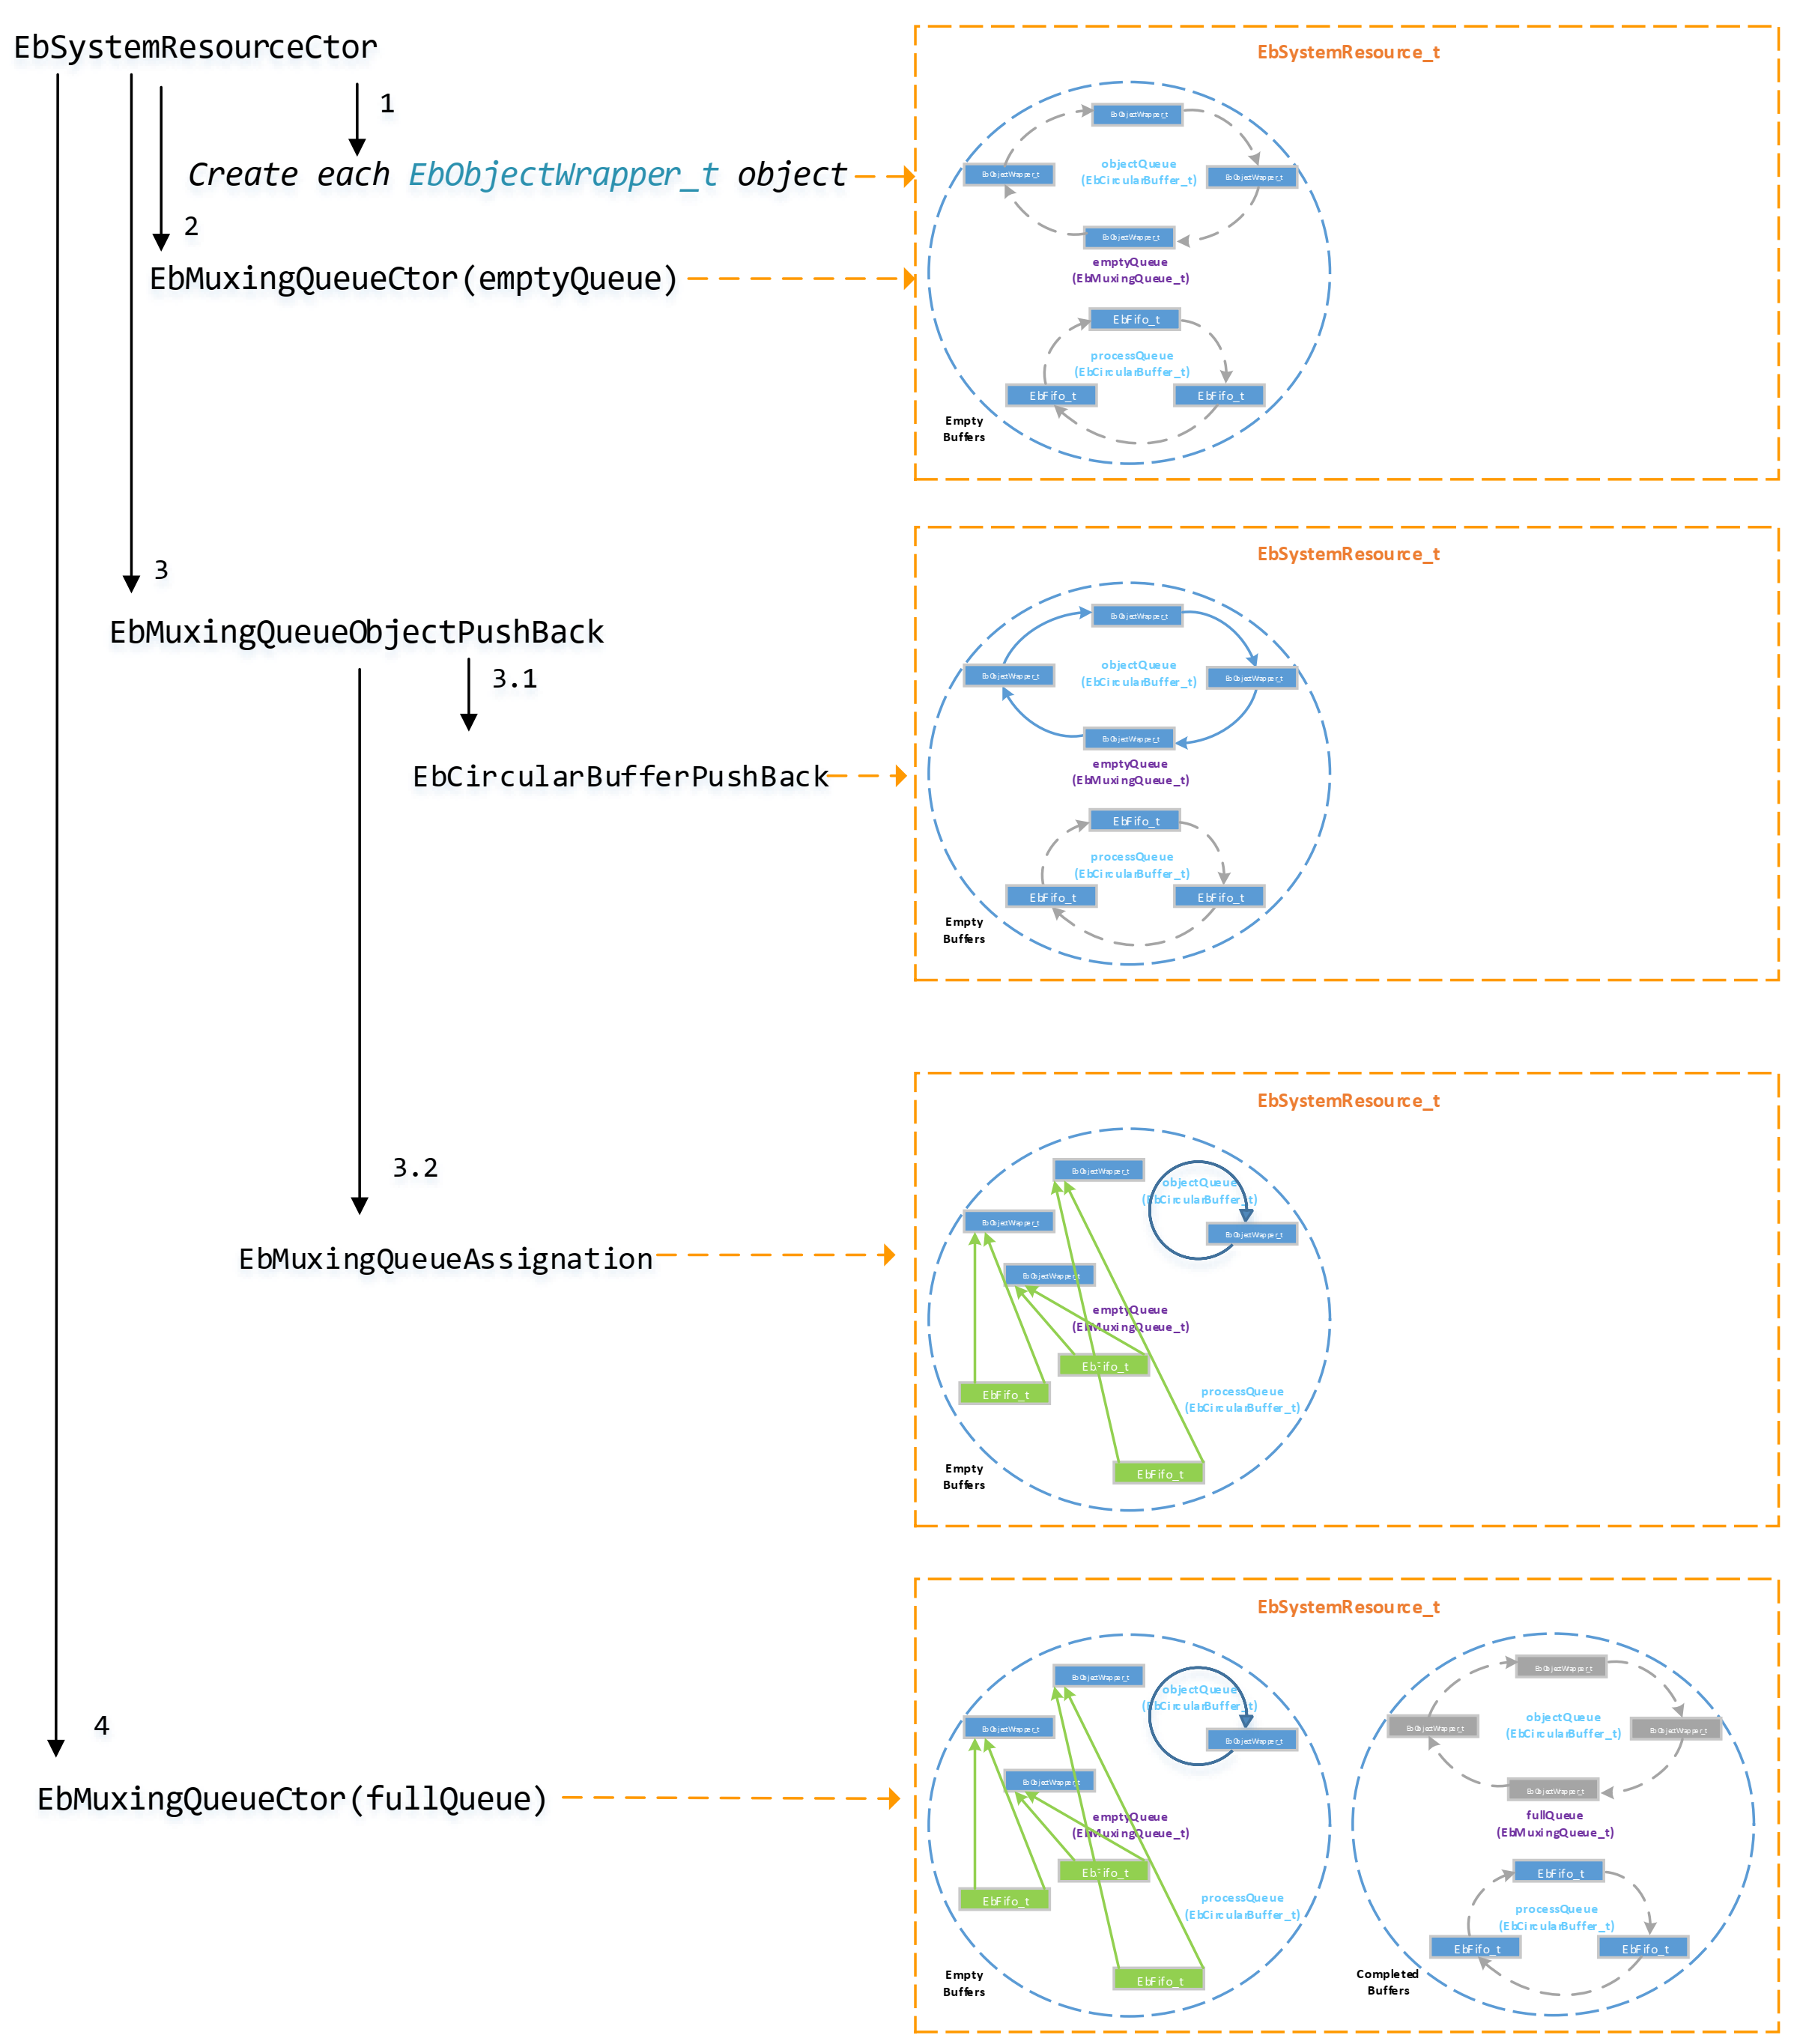 EbSystemResourceCtor
1
Create each EbObjectWrapper_t object
2
EbMuxingQueueCtor(emptyQueue)
EbSystemResource_t
EbObjectWrapper_t
EbObjectWrapper_t
objectQueue
(EbCircularBuffer_t)
EbObjectWrapper_t
EbObjectWrapper_t
emptyQueue
(EbMuxingQueue_t)
EbFifo_t
processQueue
(EbCircularBuffer_t)
EbFifo_t
EbFifo_t
Empty
Buffers
3
EbMuxingQueueObjectPushBack
3.1
EbCircularBufferPushBack
EbSystemResource_t
EbObjectWrapper_t
EbObjectWrapper_t
objectQueue
(EbCircularBuffer_t)
EbObjectWrapper_t
EbObjectWrapper_t
emptyQueue
(EbMuxingQueue_t)
EbFifo_t
processQueue
(EbCircularBuffer_t)
EbFifo_t
EbFifo_t
Empty
Buffers
3.2
EbMuxingQueueAssignation
EbSystemResource_t
EbObjectWrapper_t
objectQueue
(EbCircularBuffer_t)
EbObjectWrapper_t
EbObjectWrapper_t
EbObjectWrapper_t
emptyQueue
(EbMuxingQueue_t)
EbFifo_t
EbFifo_t
processQueue
(EbCircularBuffer_t)
EbFifo_t
Empty
Buffers
4
EbMuxingQueueCtor(fullQueue)
EbSystemResource_t
EbObjectWrapper_t
objectQueue
(EbCircularBuffer_t)
EbObjectWrapper_t
EbObjectWrapper_t
EbObjectWrapper_t
emptyQueue
(EbMuxingQueue_t)
EbFifo_t
EbFifo_t
processQueue
(EbCircularBuffer_t)
EbFifo_t
Empty
Buffers
EbObjectWrapper_t
EbObjectWrapper_t
objectQueue
(EbCircularBuffer_t)
EbObjectWrapper_t
EbObjectWrapper_t
fullQueue
(EbMuxingQueue_t)
EbFifo_t
processQueue
(EbCircularBuffer_t)
EbFifo_t
EbFifo_t
Completed
Buffers